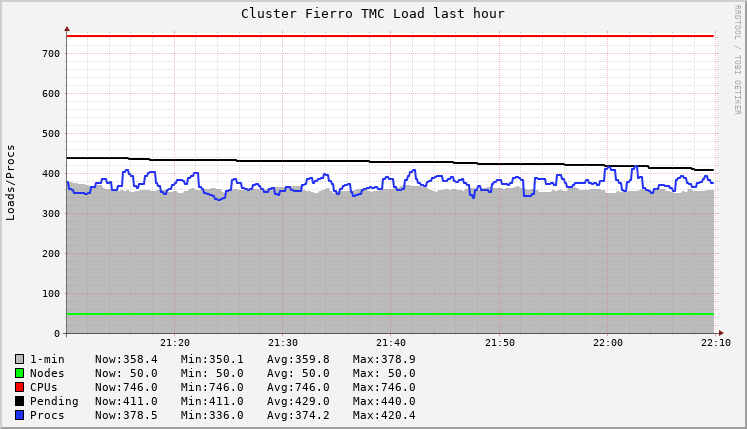 Cluster Fierro TMC Load last hour
RRDTOOL / TOBI OETIKER
Loads/Procs
700
600
500
400
300
200
100
0
21:20 21:30 21:40 21:50 22:00 22:10
1-min Now:358.4 Min:350.1 Avg:359.8 Max:378.9
Nodes Now: 50.0 Min: 50.0 Avg: 50.0 Max: 50.0
CPUs Now:746.0 Min:746.0 Avg:746.0 Max:746.0
Pending Now:411.0 Min:411.0 Avg:429.0 Max:440.0
Procs Now:378.5 Min:336.0 Avg:374.2 Max:420.4